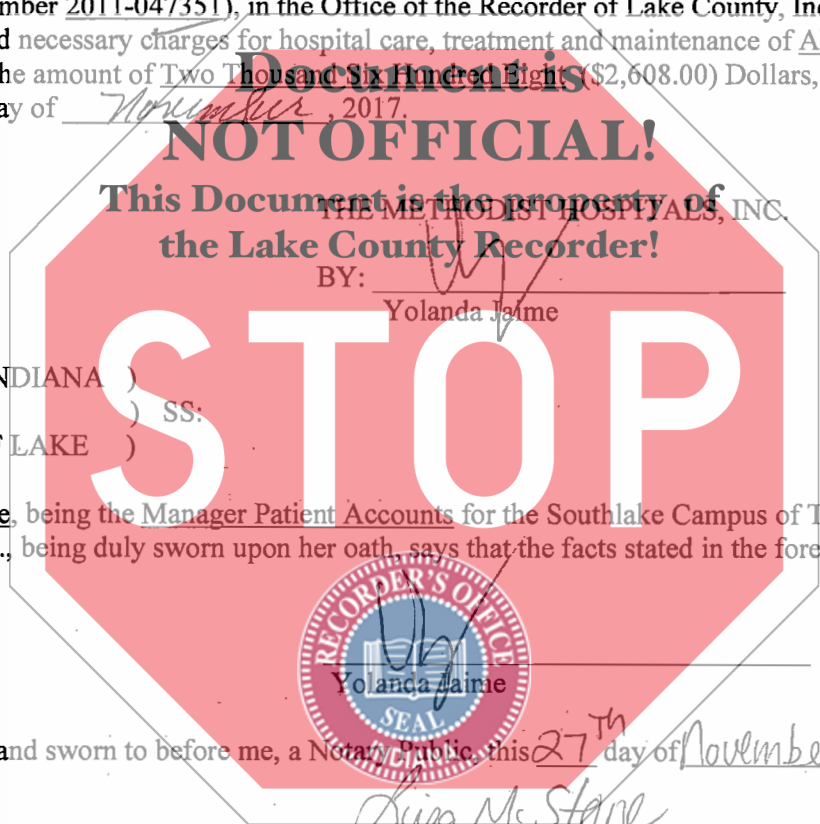 mber 2011-047351), in the Office of the Recorder of Lake County, Ind
d necessary charges for hospital care, treatment and maintenance of A
he amount of Two Thousand Six Hundred Eight ($2,608.00) Dollars,
Document is
ay of November, 2017.
NOT OFFICIAL!
This Document is the property of
THE METHODIST HOSPITALS, INC.
the Lake County Recorder!
BY:
Yolanda Jaime
STOP
NDIANA )
) SS:
LAKE )
e, being the Manager Patient Accounts for the Southlake Campus of T
., being duly sworn upon her oath, says that the facts stated in the fore
RECORDER'S OFFICE
Yolanda Jaime
SEAL
INDIANA
and sworn to before me, a Notary Public, this 27th day of November